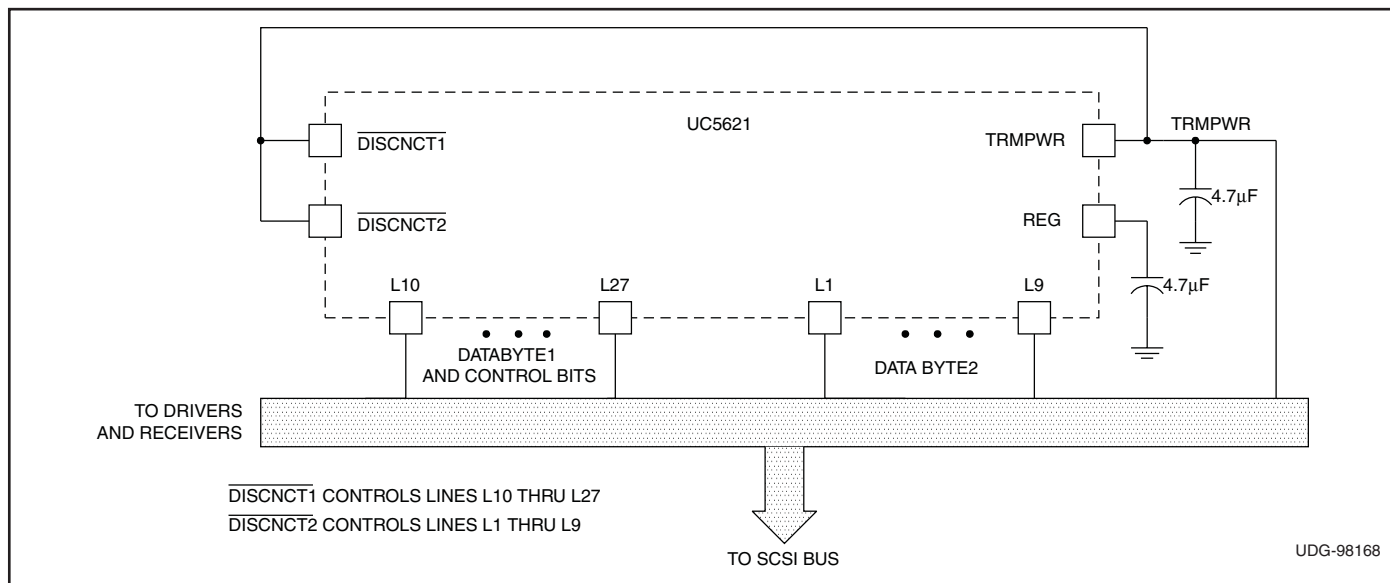 UC5621
DISCNCT1
TRMPWR
TRMPWR
4.7µF
DISCNCT2
REG
4.7µF
L10
L27
L1
L9
DATABYTE1
AND CONTROL BITS
DATA BYTE2
TO DRIVERS
AND RECEIVERS
DISCNCT1 CONTROLS LINES L10 THRU L27
DISCNCT2 CONTROLS LINES L1 THRU L9
TO SCSI BUS
UDG-98168